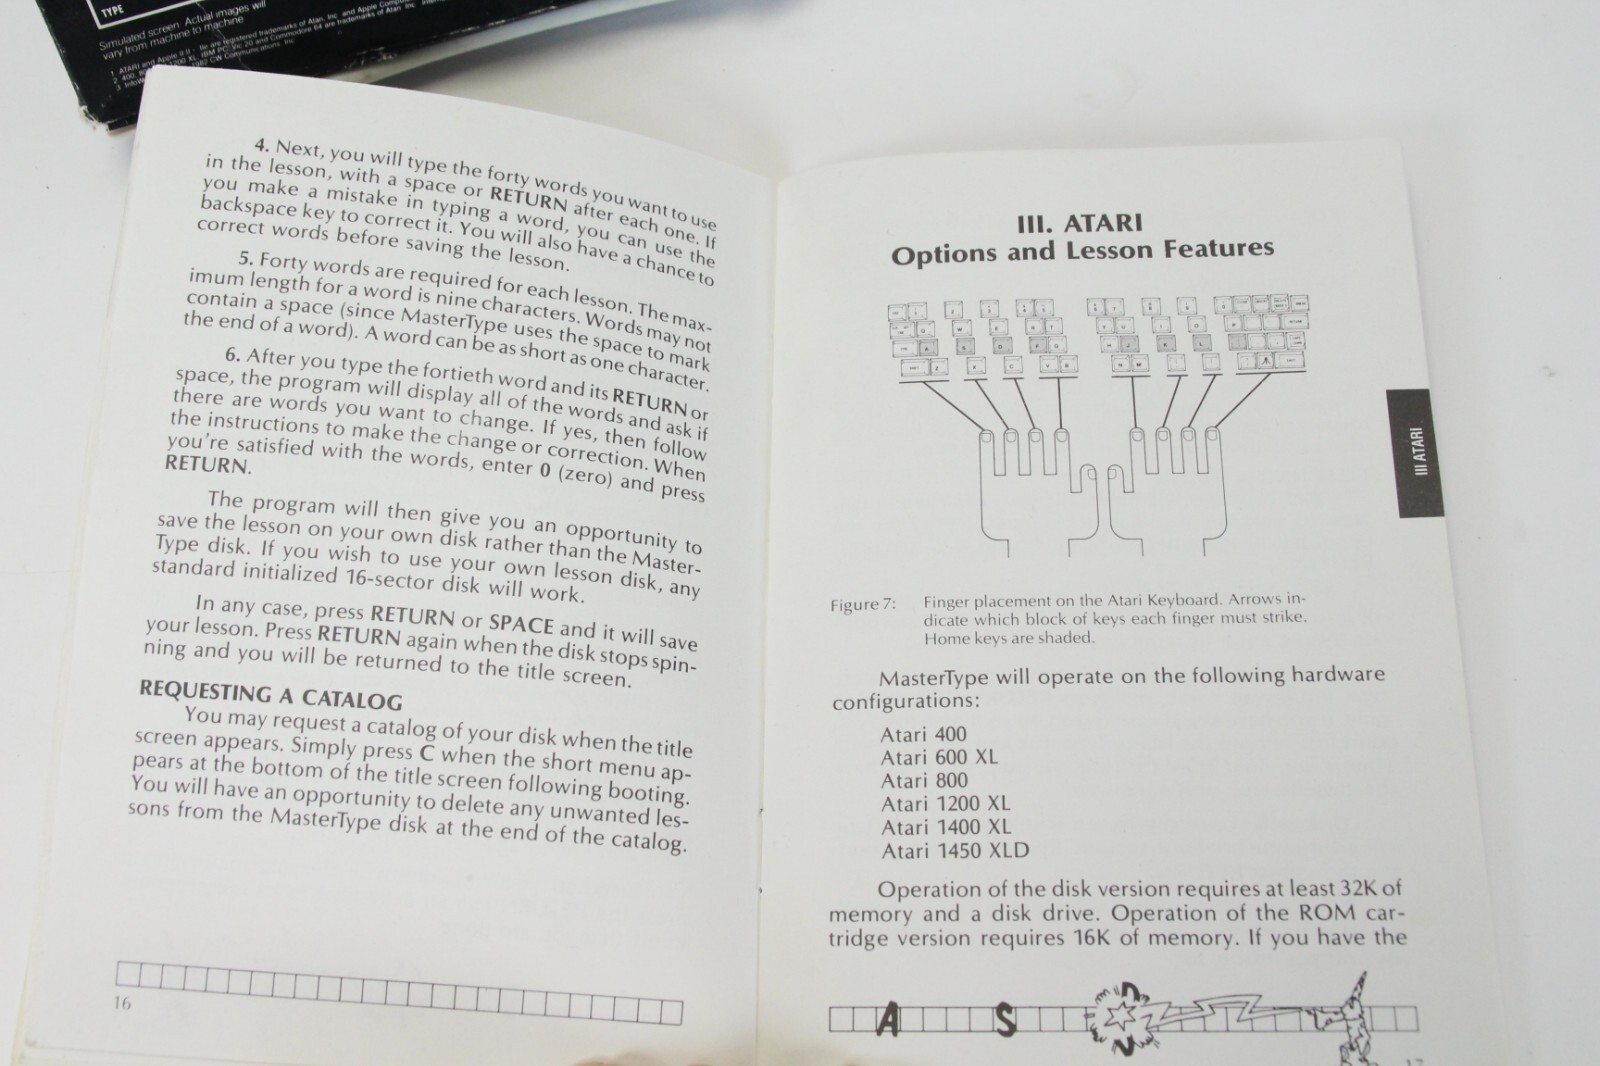 TYPE
Simulated screen. Actual images will
vary from machine to machine
4. Next, you will type the forty words you want to use
in the lesson, with a space or RETURN after each one. If
you make a mistake in typing a word, you can use the
backspace key to correct it. You will also have a chance to
correct words before saving the lesson.
5. Forty words are required for each lesson. The max-
imum length for a word is nine characters. Words may not
contain a space (since MasterType uses the space to mark
the end of a word). A word can be as short as one character.
6. After you type the fortieth word and its RETURN or
space, the program will display all of the words and ask if
there are words you want to change. If yes, then follow
the instructions to make the change or correction. When
you're satisfied with the words, enter 0 (zero) and press
RETURN.
The program will then give you an opportunity to
save the lesson on your own disk rather than the Master-
Type disk. If you wish to use your own lesson disk, any
standard initialized 16-sector disk will work.
In any case, press RETURN or SPACE and it will save
your lesson. Press RETURN again when the disk stops spin-
ning and you will be returned to the title screen.
REQUESTING A CATALOG
You may request a catalog of your disk when the title
screen appears. Simply press C when the short menu ap-
pears at the bottom of the title screen following booting.
You will have an opportunity to delete any unwanted les-
sons from the MasterType disk at the end of the catalog.
16
III. ATARI
Options and Lesson Features
III ATARI
Figure 7: Finger placement on the Atari Keyboard. Arrows in-
dicate which block of keys each finger must strike.
Home keys are shaded.
MasterType will operate on the following hardware
configurations:
Atari 400
Atari 600 XL
Atari 800
Atari 1200 XL
Atari 1400 XL
Atari 1450 XLD
Operation of the disk version requires at least 32K of
memory and a disk drive. Operation of the ROM car-
tridge version requires 16K of memory. If you have the
A S